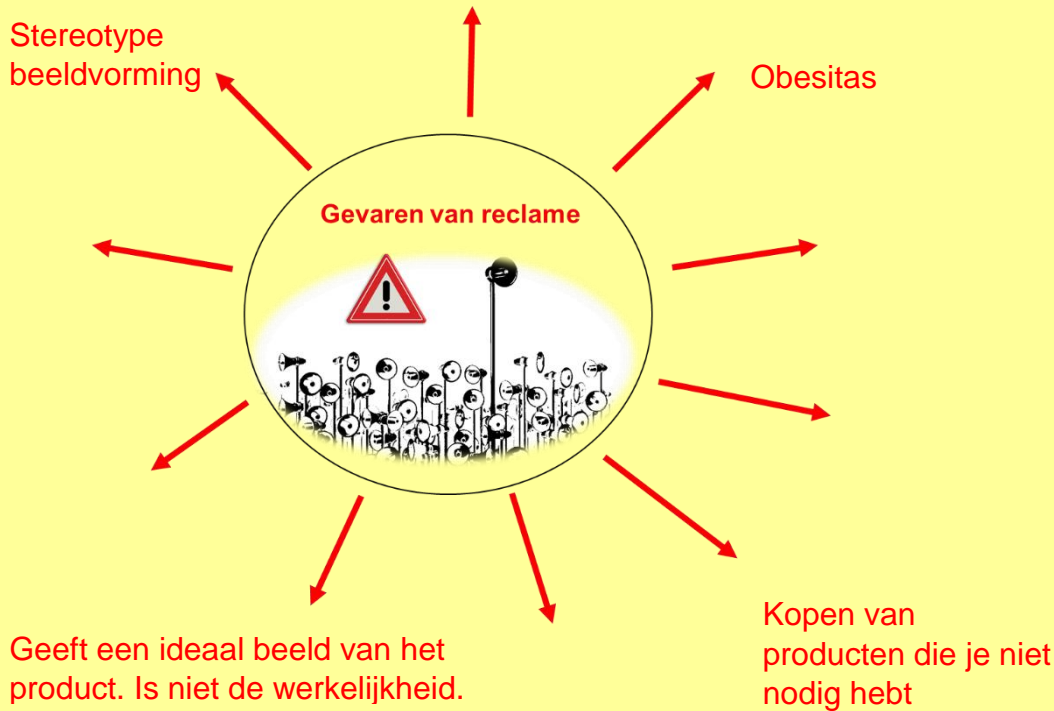 Stereotype
beeldvorming
Obesitas
Gevaren van reclame
!
Geeft een ideaal beeld van het
product. Is niet de werkelijkheid.
Kopen van
producten die je niet
nodig hebt